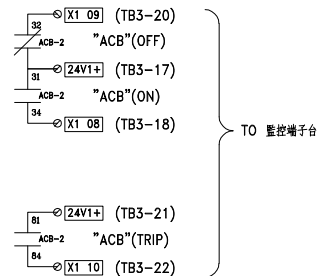 X1 09 (TB3-20)
32
ACB-2 "ACB"(OFF)
24V1+ (TB3-17)
31
ACB-2 "ACB"(ON)
34
X1 08 (TB3-18)
TO 監控端子台
24V1+ (TB3-21)
81
ACB-2 "ACB"(TRIP)
84
X1 10 (TB3-22)